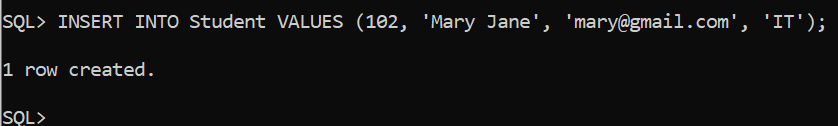 SQL> INSERT INTO Student VALUES (102, 'Mary Jane', 'mary@gmail.com', 'IT');
1 row created.
SQL>